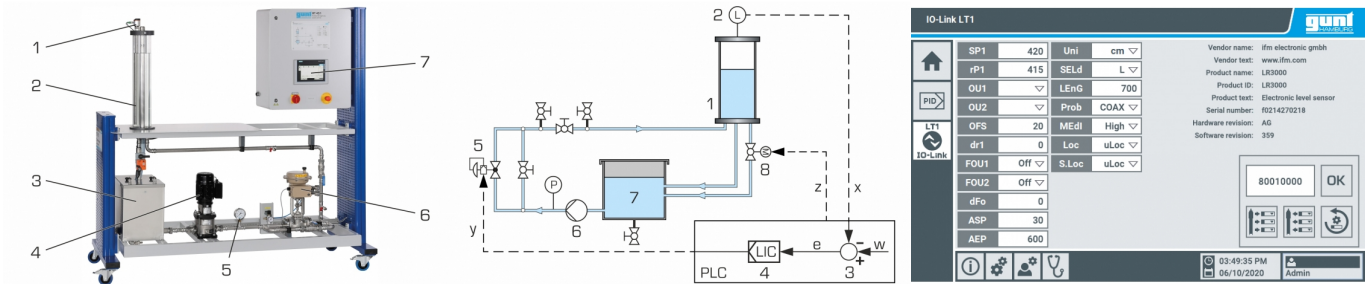 1
2
3
4
5
6
7
gunt
2 L
1
5
P
6
7
M
8
z
x
y
e
w
-
+
LIC
PLC
4
3
IO-Link LT1
gunt
HAMBURG
SP1 420 Uni cm Vendor name: ifm electronic gmbh
Vendor text: www.ifm.com
rP1 415 SELd L Product name: LR3000
Product ID: LR3000
OU1 LEnG 700 Product text: Electronic level sensor
PID
OU2 Prob COAX Serial number: f0214270218
Hardware revision: AG
OFS 20 MEdI High Software revision: 359
LT1
IO-Link
dr1 0 Loc uLoc
FOU1 Off S.Loc uLoc
FOU2 Off
80010000 OK
dFo 0
ASP 30
AEP 600
03:49:35 PM
06/10/2020 Admin